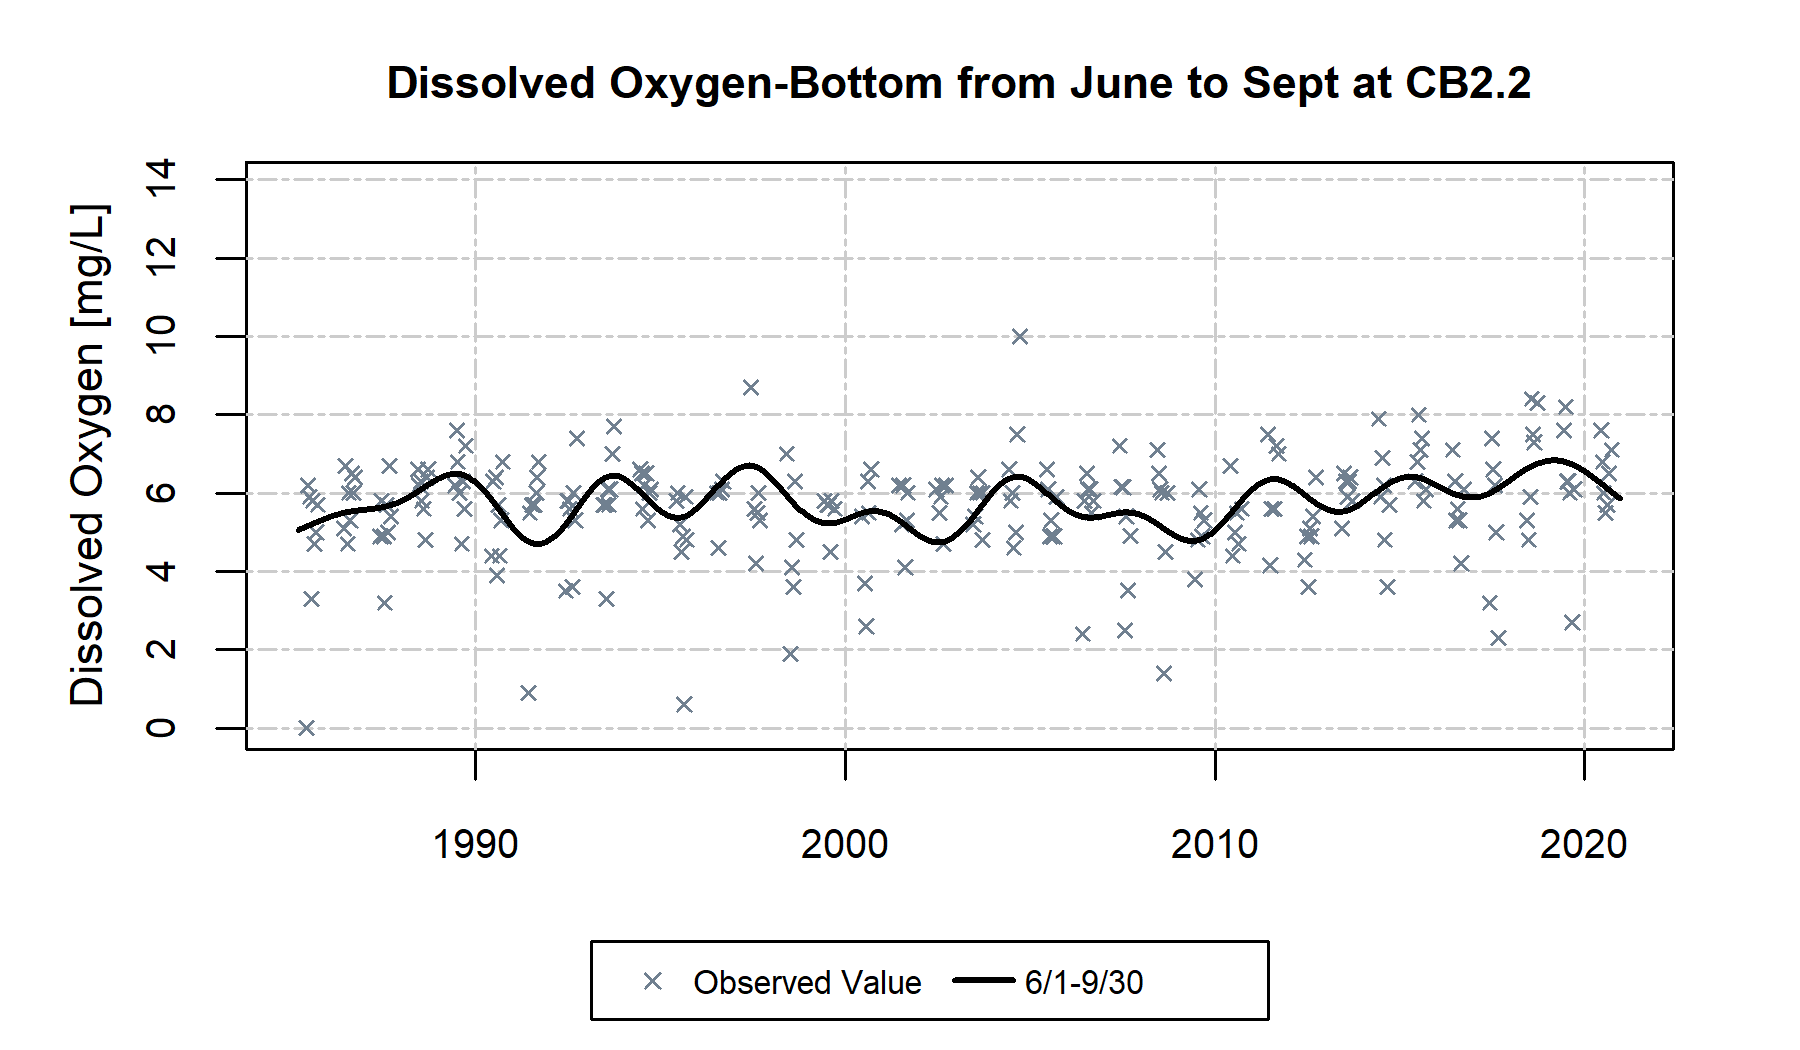 Dissolved Oxygen-Bottom from June to Sept at CB2.2
Dissolved Oxygen [mg/L]
14
12
10
8
6
4
2
0
1990 2000 2010 2020
Observed Value 6/1-9/30